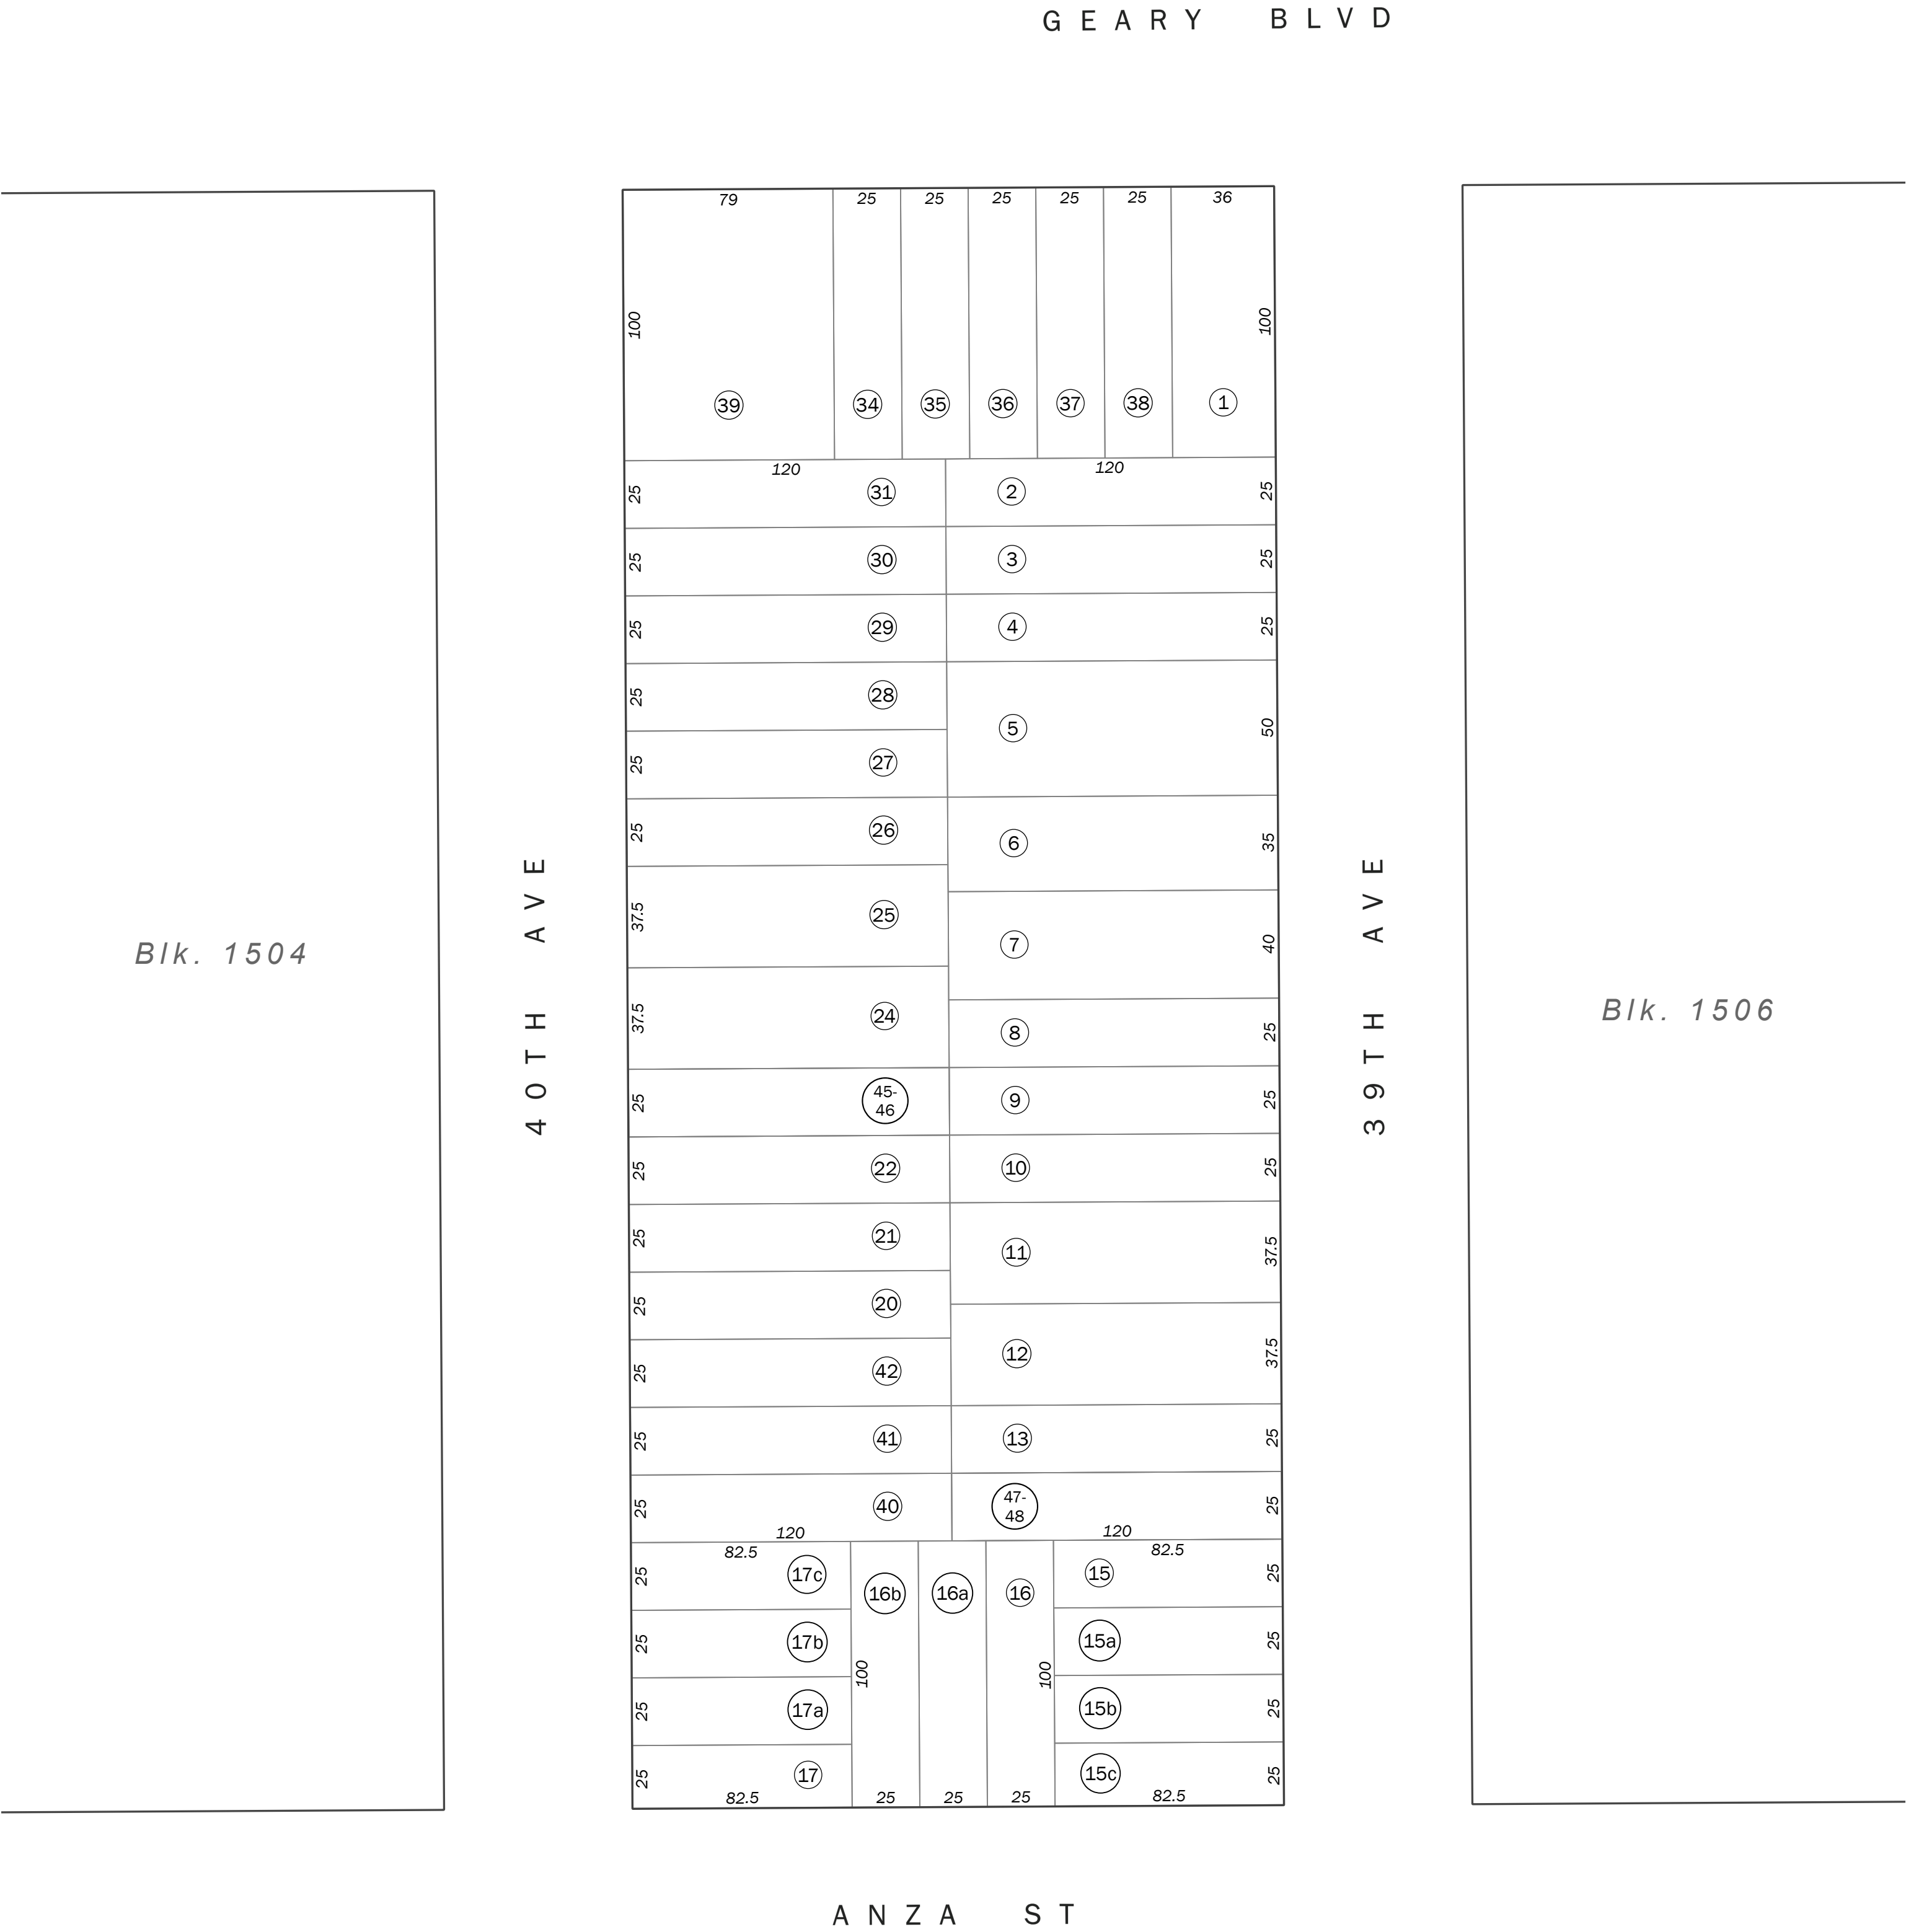 GEARY BLVD
79 25 25 25 25 25 36
100 100
39 34 35 36 37 38 1
120 120
25 31 2 25
25 30 3 25
25 29 4 25
25 28
5 50
25 27
25 26 6 35
37.5 25
7 40
37.5 24 8 25
25 45-
46 9 25
25 22 10 25
25 21 11 37.5
25 20
12 37.5
25 42
25 41 13 25
25 40 47-
48 25
120 120
82.5 82.5
25 17c 16b 16a 16 15 25
25 17b 15a 25
100 100
25 17a 15b 25
25 17 15c 25
82.5 25 25 25 82.5
40TH AVE
39TH AVE
Blk. 1504
Blk. 1506
ANZA ST